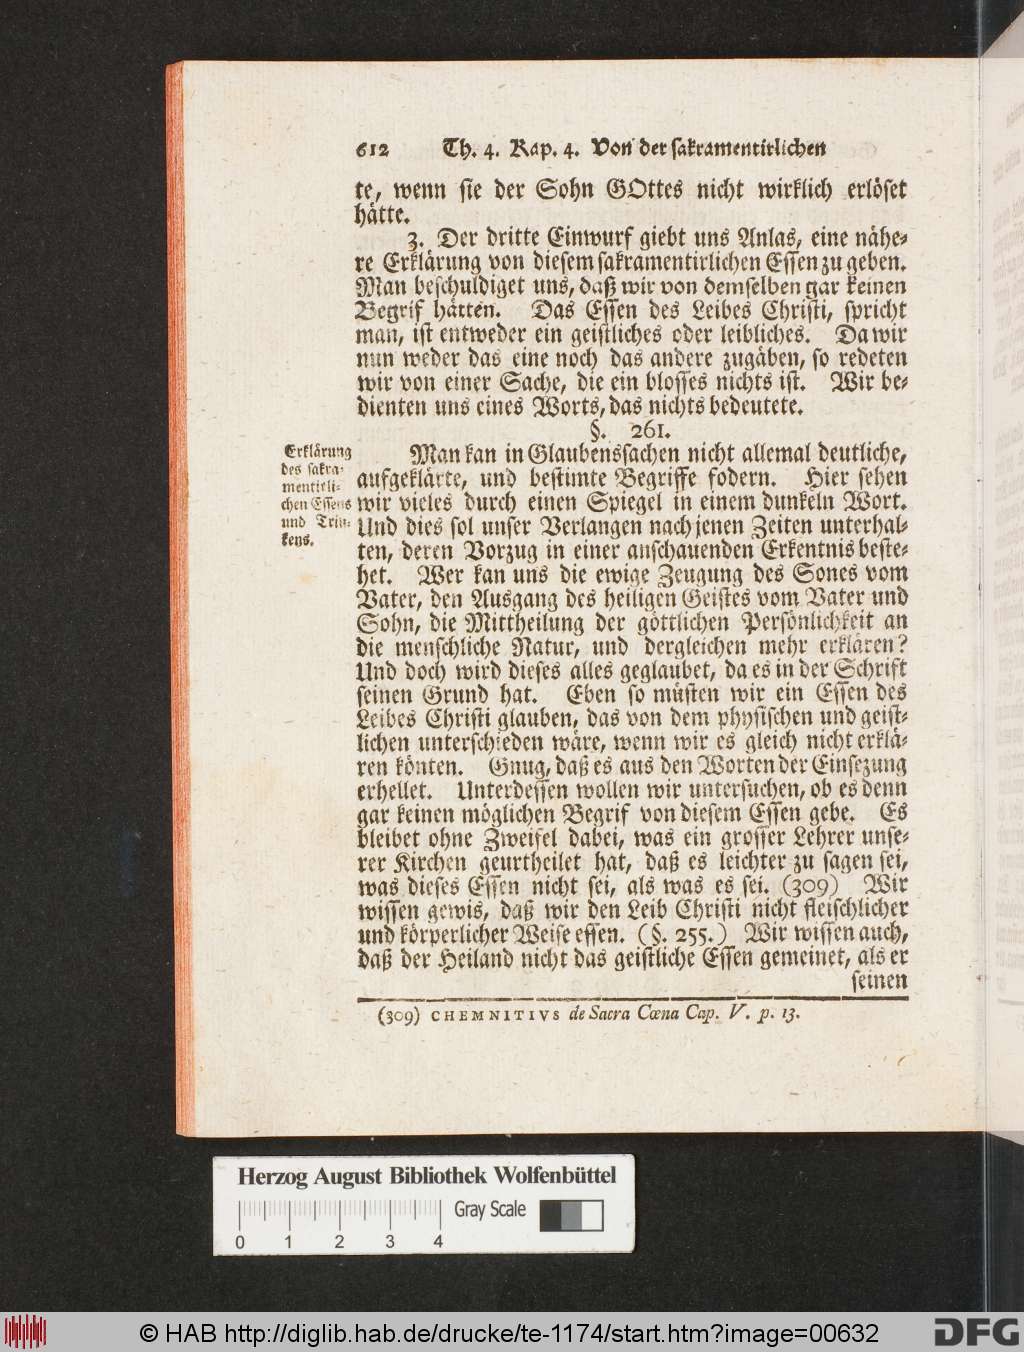 612 Th. 4. Kap. 4. Von der sakramentirlichen
te, wenn sie der Sohn GOttes nicht wirklich erlöset
hätte.
3. Der dritte Einwurf giebt uns Anlas, eine nähe-
re Erklärung von diesem sakramentirlichen Essen zu geben.
Man beschuldiget uns, daß wir von demselben gar keinen
Begrif hätten. Das Essen des Leibes Christi, spricht
man, ist entweder ein geistliches oder leibliches. Da wir
nun weder das eine noch das andere zugäben, so redeten
wir von einer Sache, die ein blosses nichts ist. Wir be-
dienten uns eines Worts, das nichts bedeutete.
§. 261.
Erklärung
des sakra-
mentirli-
chen Essens
und Trin-
kens.
Man kan in Glaubenssachen nicht allemal deutliche,
aufgeklärte, und bestimte Begriffe fodern. Hier sehen
wir vieles durch einen Spiegel in einem dunkeln Wort.
Und dies sol unser Verlangen nach jenen Zeiten unterhal-
ten, deren Vorzug in einer anschauenden Erkentnis beste-
het. Wer kan uns die ewige Zeugung des Sones vom
Vater, den Ausgang des heiligen Geistes vom Vater und
Sohn, die Mittheilung der göttlichen Persönlichkeit an
die menschliche Natur, und dergleichen mehr erklären?
Und doch wird dieses alles geglaubet, da es in der Schrift
seinen Grund hat. Eben so müsten wir ein Essen des
Leibes Christi glauben, das von dem physischen und geist-
lichen unterschieden wäre, wenn wir es gleich nicht erklä-
ren könten. Gnug, daß es aus den Worten der Einsezung
erhellet. Unterdessen wollen wir untersuchen, ob es denn
gar keinen möglichen Begrif von diesem Essen gebe. Es
bleibet ohne Zweifel dabei, was ein grosser Lehrer unse-
rer Kirchen geurtheilet hat, daß es leichter zu sagen sei,
was dieses Essen nicht sei, als was es sei. (309) Wir
wissen gewis, daß wir den Leib Christi nicht fleischlicher
und körperlicher Weise essen. (§. 255.) Wir wissen auch,
daß der Heiland nicht das geistliche Essen gemeinet, als er
seinen
(309) CHEMNITIVS de Sacra Cœna Cap. V. p. 13.
Herzog August Bibliothek Wolfenbüttel
Gray Scale
0 1 2 3 4
© HAB http://diglib.hab.de/drucke/te-1174/start.htm?image=00632
DFG